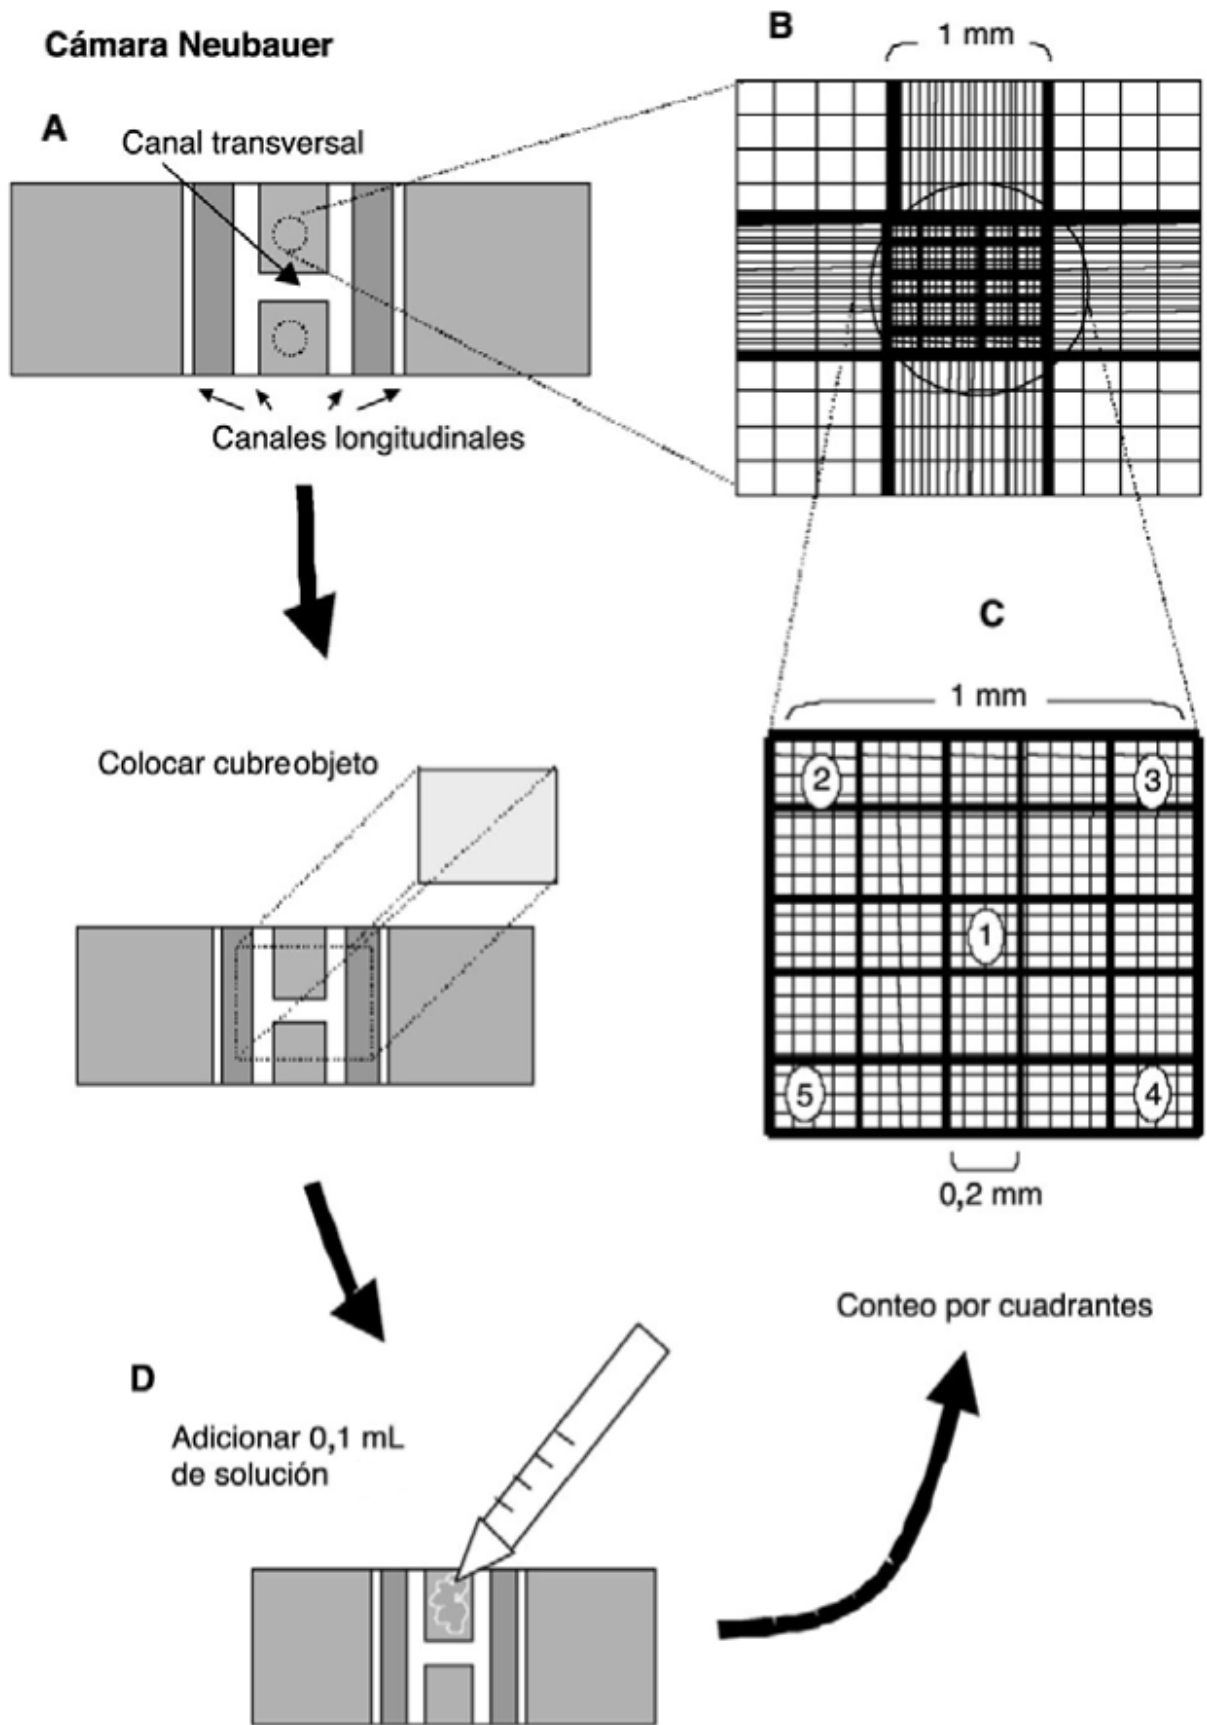 Cámara Neubauer
A
Canal transversal
Canales longitudinales
B
1 mm
C
1 mm
2
3
1
5
4
0,2 mm
Colocar cubreobjeto
D
Adicionar 0,1 mL
de solución
Conteo por cuadrantes